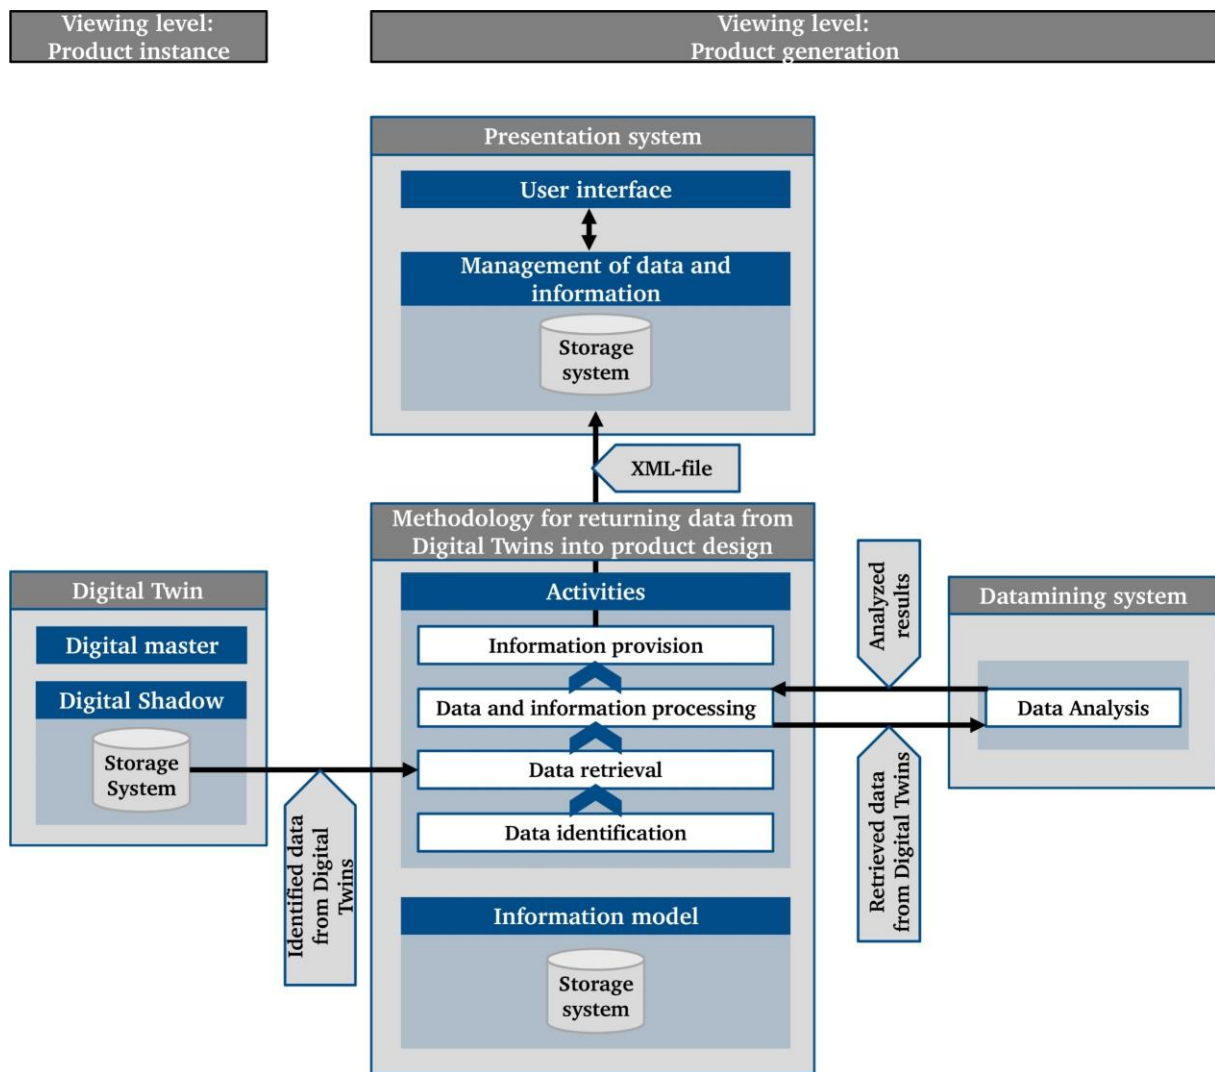 Viewing level:
Product instance
Viewing level:
Product generation
Presentation system
User interface
Management of data and
information
Storage
system
XML-file
Methodology for returning data from
Digital Twins into product design
Activities
Information provision
Data and information processing
Data retrieval
Data identification
Information model
Storage
system
Digital Twin
Digital master
Digital Shadow
Storage
System
Identified data
from Digital
Twins
Analyzed
results
Retrieved data
from Digital Twins
Datamining system
Data Analysis